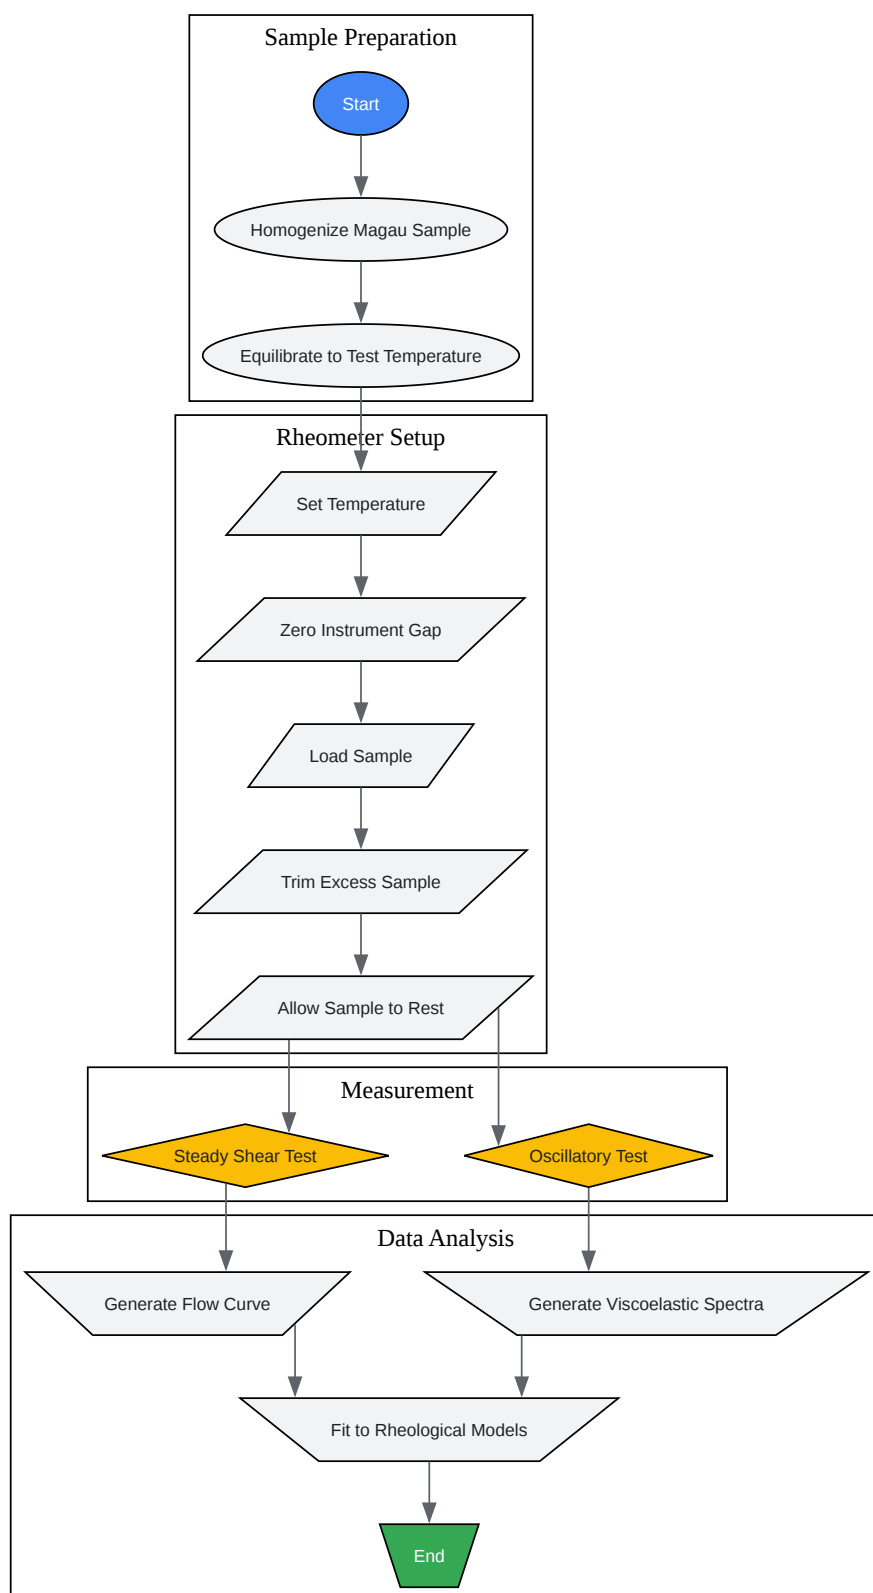 Sample Preparation
Start
Homogenize Magau Sample
Equilibrate to Test Temperature
Rheometer Setup
Set Temperature
Zero Instrument Gap
Load Sample
Trim Excess Sample
Allow Sample to Rest
Measurement
Steady Shear Test
Oscillatory Test
Data Analysis
Generate Flow Curve
Generate Viscoelastic Spectra
Fit to Rheological Models
End